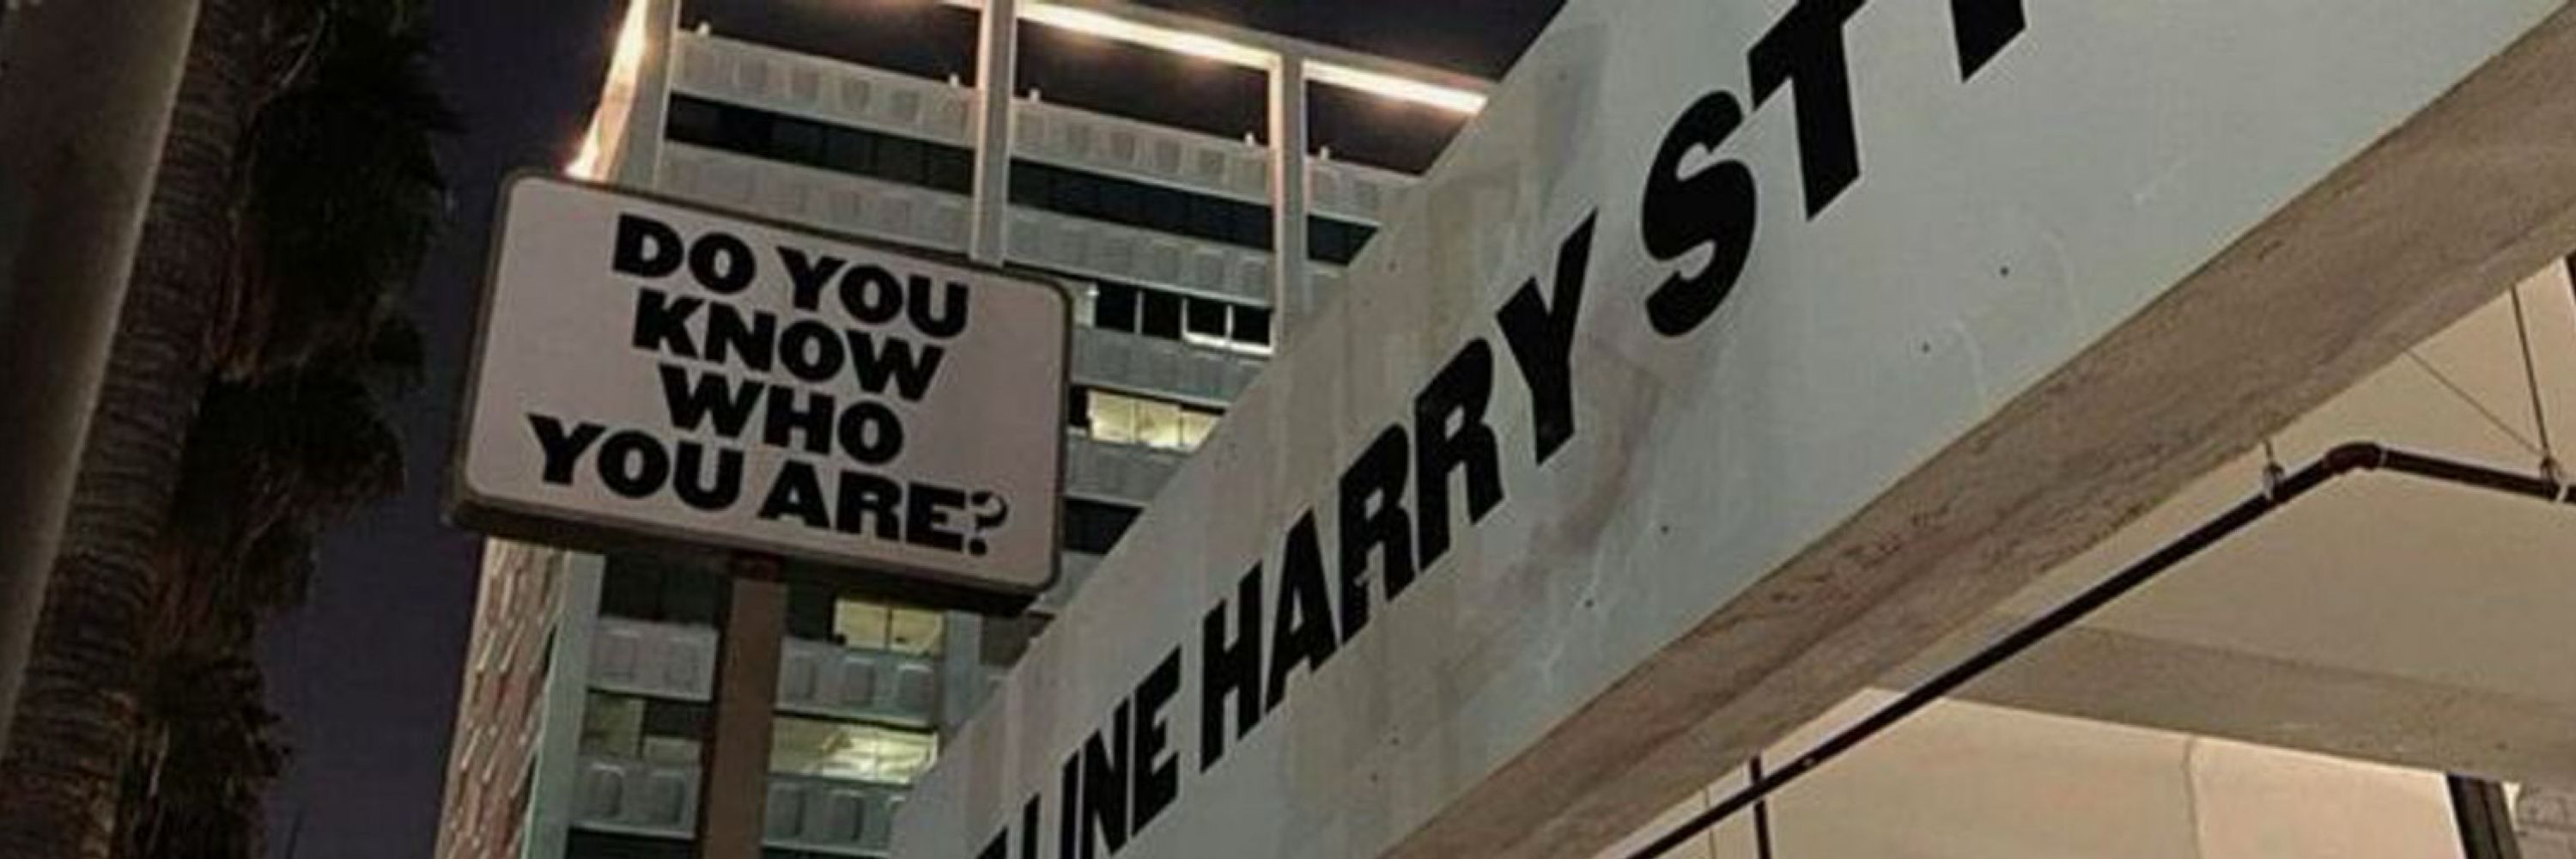 DO YOU
KNOW
WHO
YOU ARE?
LINE HARRY ST